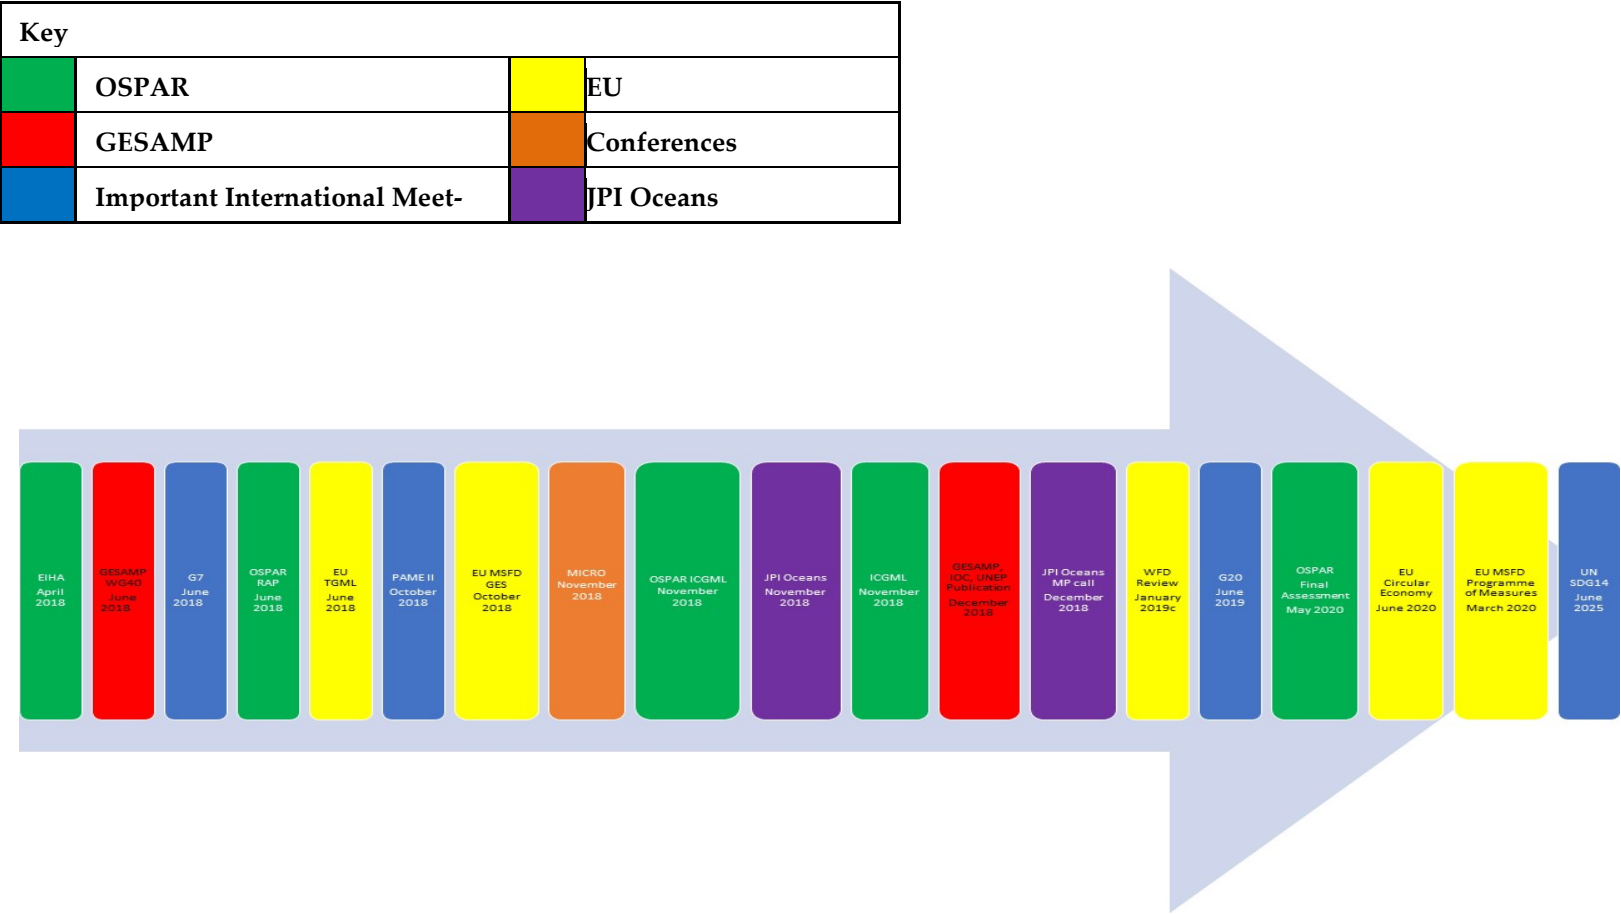 Key
OSPAR
EU
GESAMP
Conferences
Important International Meet-
JPI Oceans
EIHA
April
2018
GESAMP
WG40
June
2018
G7
June
2018
OSPAR
RAP
June
2018
EU
TGML
June
2018
PAME II
October
2018
EU MSFD
GES
October
2018
MICRO
November
2018
OSPAR ICGML
November
2018
JPI Oceans
November
2018
ICGML
November
2018
GESAMP,
IOC, UNEP
Publication
December
2018
JPI Oceans
MP call
December
2018
WFD
Review
January
2019c
G20
June
2019
OSPAR
Final
Assessment
May 2020
EU
Circular
Economy
June 2020
EU MSFD
Programme
of Measures
March 2020
UN
SDG14
June
2025